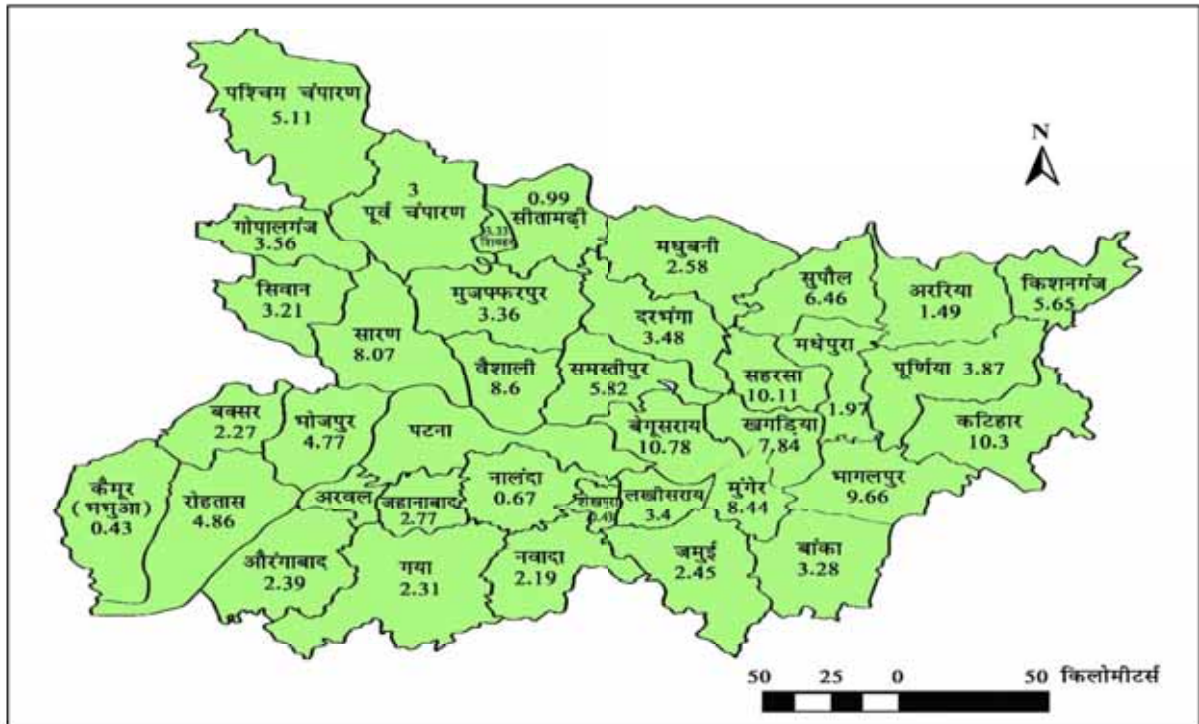 पश्चिम चंपारण
5.11
N
3
पूर्व चंपारण
0.99
सीतामढ़ी
गोपालगंज
3.56
मधुबनी
2.58
सुपौल
6.46
अररिया
1.49
किशनगंज
5.65
सिवान
3.21
मुजफ्फरपुर
3.36
दरभंगा
3.48
सारण
8.07
मधेपुरा
1.97
वैशाली
8.6
समस्तीपुर
5.82
सहरसा
10.11
पूर्णिया 3.87
बक्सर
2.27
भोजपुर
4.77
पटना
बेगूसराय
10.78
खगड़िया
7.84
कटिहार
10.3
कैमूर
(भभुआ)
0.43
रोहतास
4.86
अरवल
जहानाबाद
2.77
नालंदा
0.67
शेखपुरा
लखीसराय
3.4
मुंगेर
8.44
भागलपुर
9.66
औरंगाबाद
2.39
गया
2.31
नवादा
2.19
जमुई
2.45
बांका
3.28
50 25 0 50 किलोमीटर्स